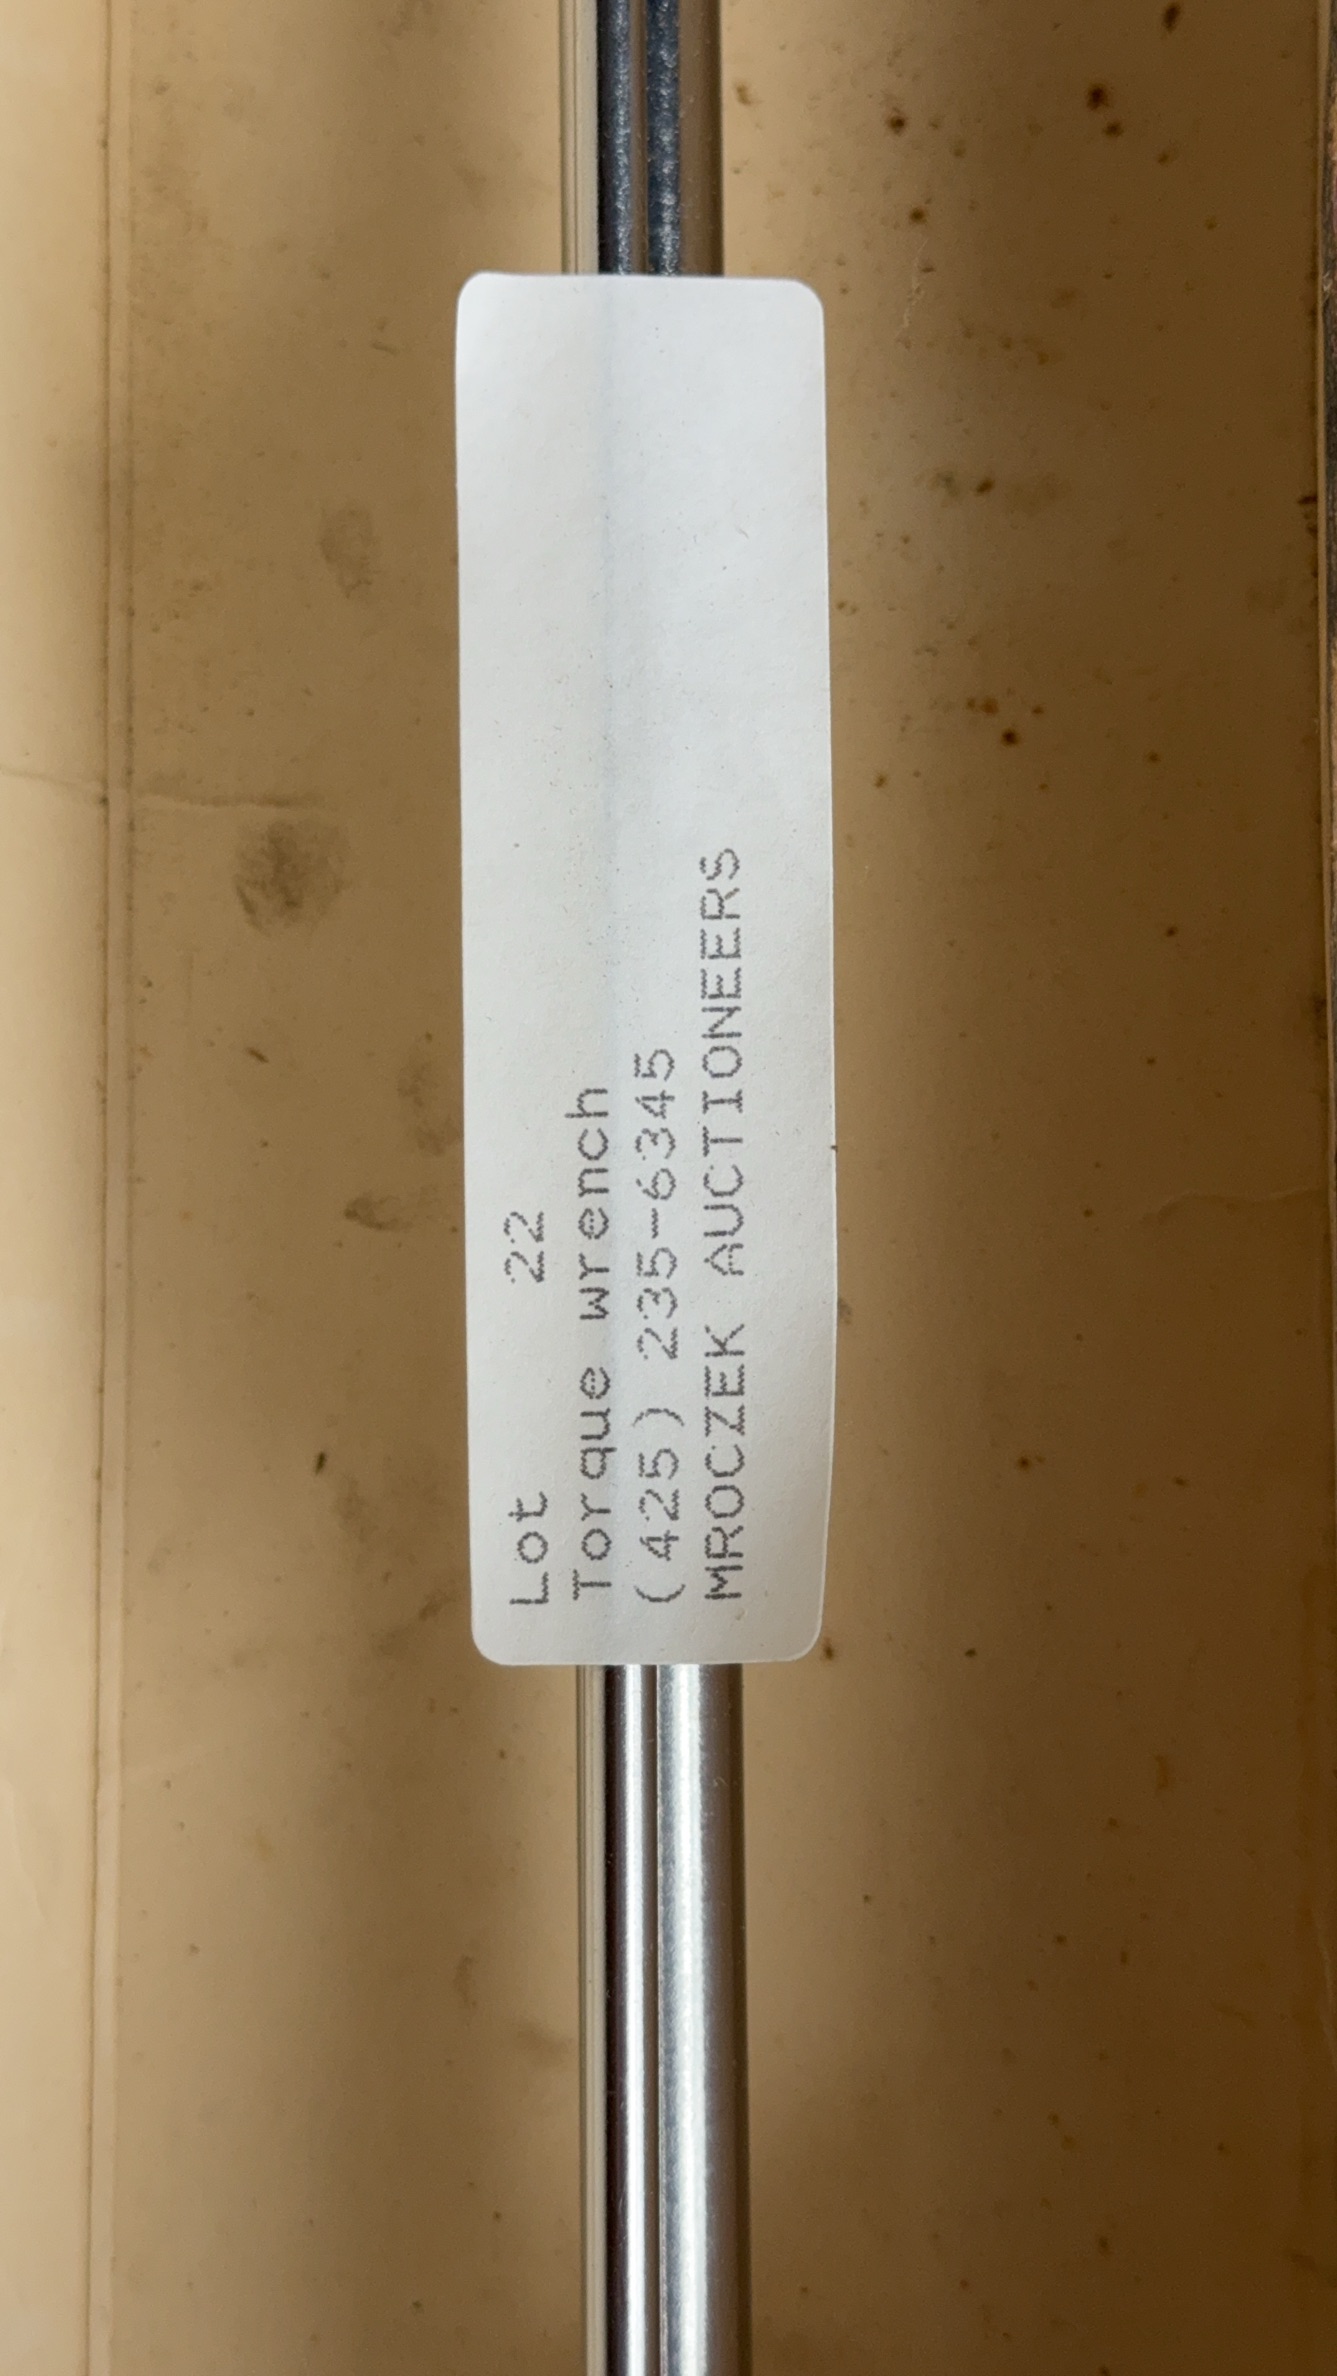 Lot 22
Torque wrench
(425) 235-6345
MROCZEK AUCTIONEERS